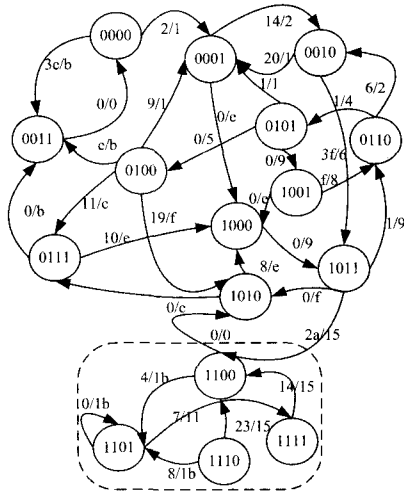 0000
2/1
14/2
0001
0010
20/1
3c/b
0/0
9/1
1/1
1/4
6/2
0011
c/b
0/c
0/5
0101
0110
0100
0/9
3f/6
1001
f/8
11/c
19/f
0/c
1000
0/b
10/e
0/9
1/9
0111
8/e
1011
1010
0/f
0/c
0/0
2a/15
1100
4/1b
14/15
0/1b
7/11
23/15
1101
1110
1111
8/1b